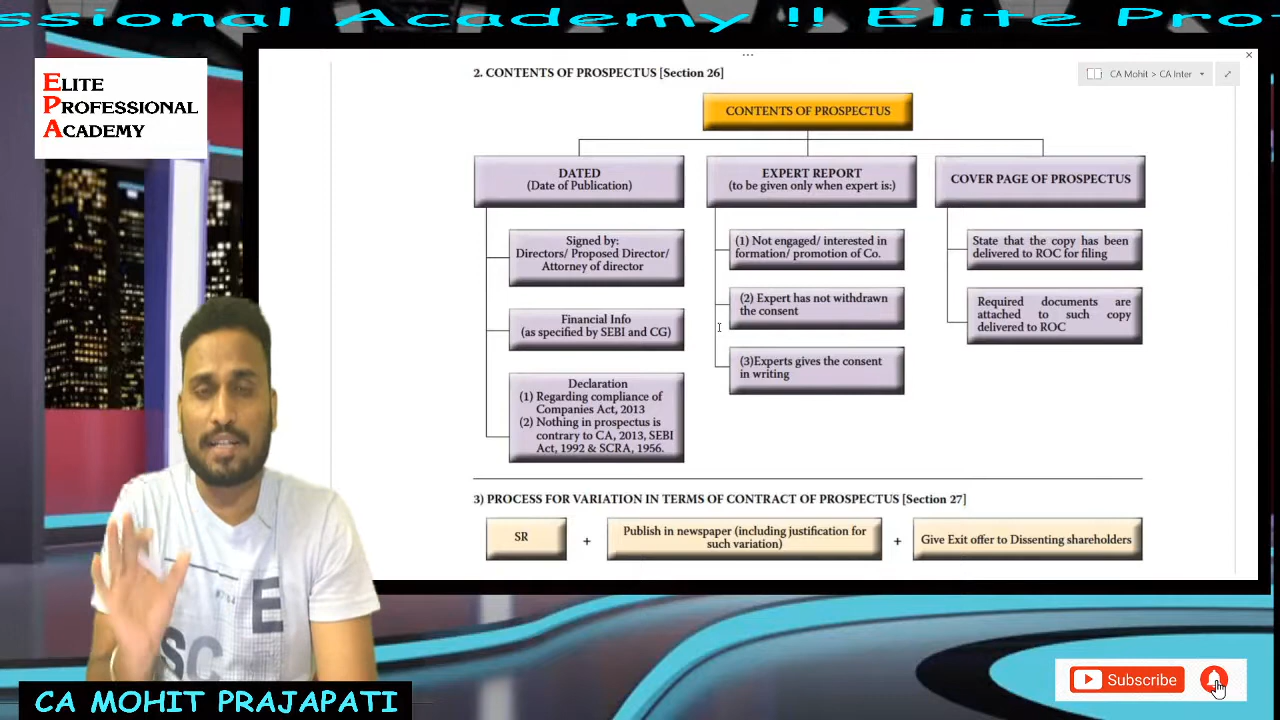 ssional Academy !! Elite Pro
ELITE
PROFESSIONAL
ACADEMY
CA Mohit > CA Inter
2. CONTENTS OF PROSPECTUS [Section 26]
CONTENTS OF PROSPECTUS
DATED
(Date of Publication)
Signed by:
Directors/ Proposed Director/
Attorney of director
Financial Info
(as specified by SEBI and CG)
Declaration
(1) Regarding compliance of
Companies Act, 2013
(2) Nothing in prospectus is
contrary to CA, 2013, SEBI
Act, 1992 & SCRA, 1956.
EXPERT REPORT
(to be given only when expert is:)
(1) Not engaged/ interested in
formation/ promotion of Co.
(2) Expert has not withdrawn
the consent
(3)Experts gives the consent
in writing
COVER PAGE OF PROSPECTUS
State that the copy has been
delivered to ROC for filing
Required documents are
attached to such copy
delivered to ROC
3) PROCESS FOR VARIATION IN TERMS OF CONTRACT OF PROSPECTUS [Section 27]
SR
+
Publish in newspaper (including justification for
such variation)
+
Give Exit offer to Dissenting shareholders
E
SC
CA MOHIT PRAJAPATI
Subscribe